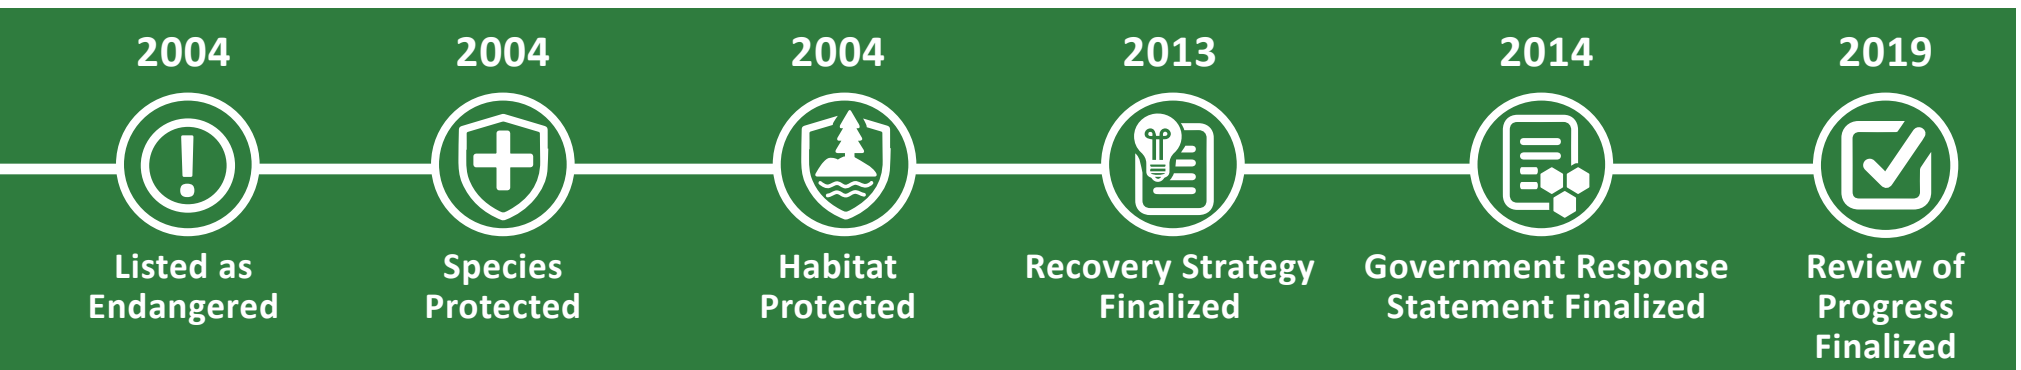 2004
Listed as
Endangered
2004
Species
Protected
2004
Habitat
Protected
2013
Recovery Strategy
Finalized
2014
Government Response
Statement Finalized
2019
Review of
Progress
Finalized